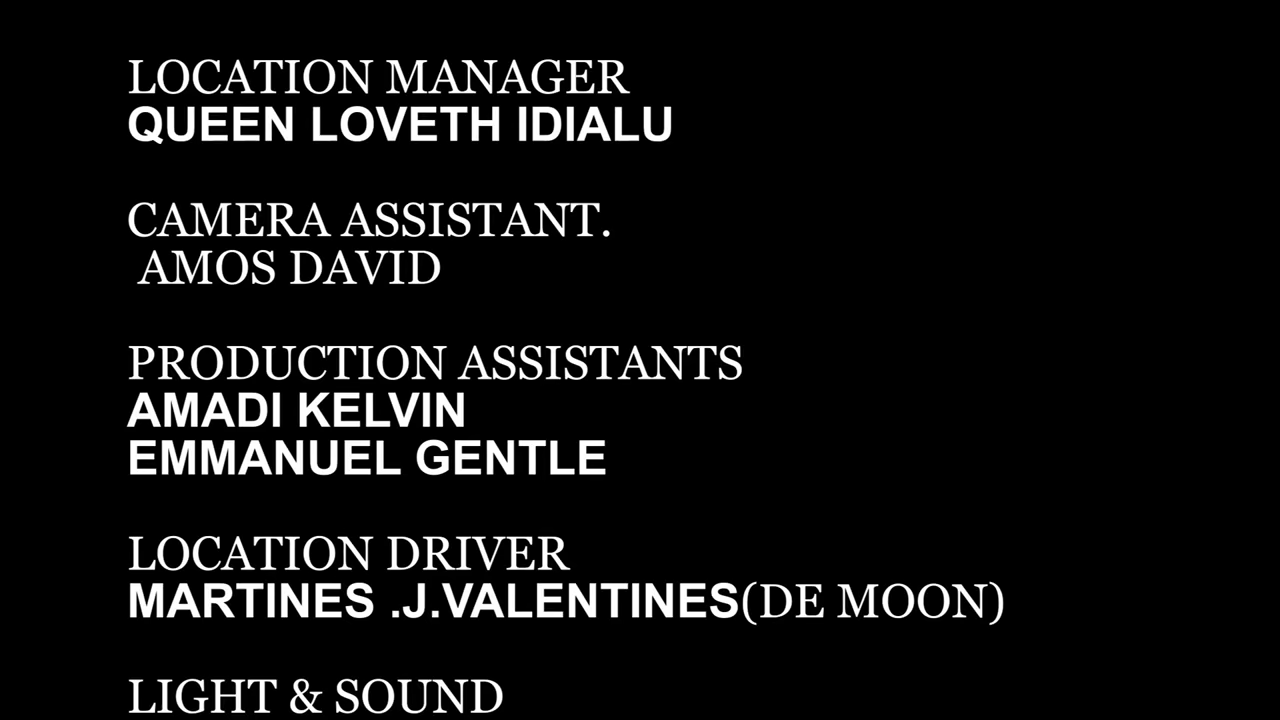 LOCATION MANAGER
QUEEN LOVETH IDIALU
CAMERA ASSISTANT.
AMOS DAVID
PRODUCTION ASSISTANTS
AMADI KELVIN
EMMANUEL GENTLE
LOCATION DRIVER
MARTINES .J.VALENTINES(DE MOON)
LIGHT & SOUND